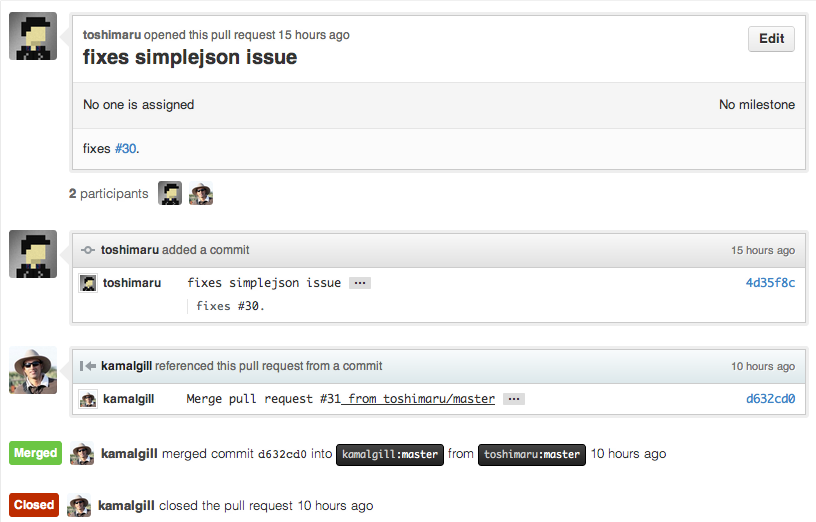 toshimaru opened this pull request 15 hours ago
Edit
fixes simplejson issue
No one is assigned No milestone
fixes #30.
2 participants
toshimaru added a commit 15 hours ago
toshimaru fixes simplejson issue ... 4d35f8c
fixes #30.
kamalgill referenced this pull request from a commit 10 hours ago
kamalgill Merge pull request #31 from toshimaru/master ... d632cd0
Merged kamalgill merged commit d632cd0 into kamalgill:master from toshimaru:master 10 hours ago
Closed kamalgill closed the pull request 10 hours ago